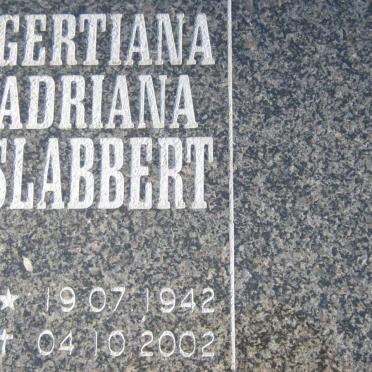 GERTIANA
ADRIANA
SLABBERT
★ 19.07.1942
† 04.10.2002